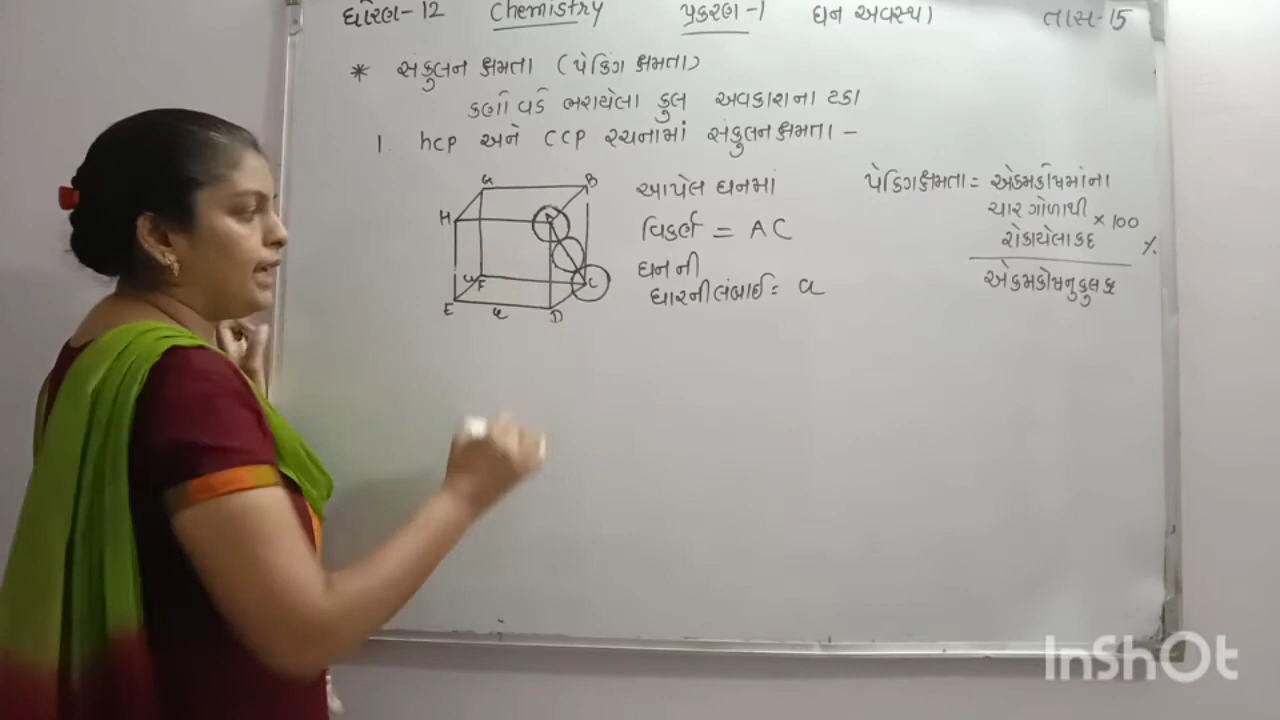 ધોરણ-12 Chemistry પ્રકરણ-1 ઘન અવસ્થા તાસ-15
* સંકુલન ક્ષમતા (પેકિંગ ક્ષમતા)
કણો વડે ભરાયેલા કુલ અવકાશના ટકા
1. hcp અને CCP રચનામાં સંકુલન ક્ષમતા -
G B
H
F C
E a D
આપેલ ઘનમાં
વિકર્ણ = AC
ઘન ની
ધારની લંબાઈ = a
પેકિંગક્ષમતા = એકમકોષમાંના
ચાર ગોળાથી × 100
રોકાયેલા કદ %
એકમકોષનુ કુલ કદ
InShOt